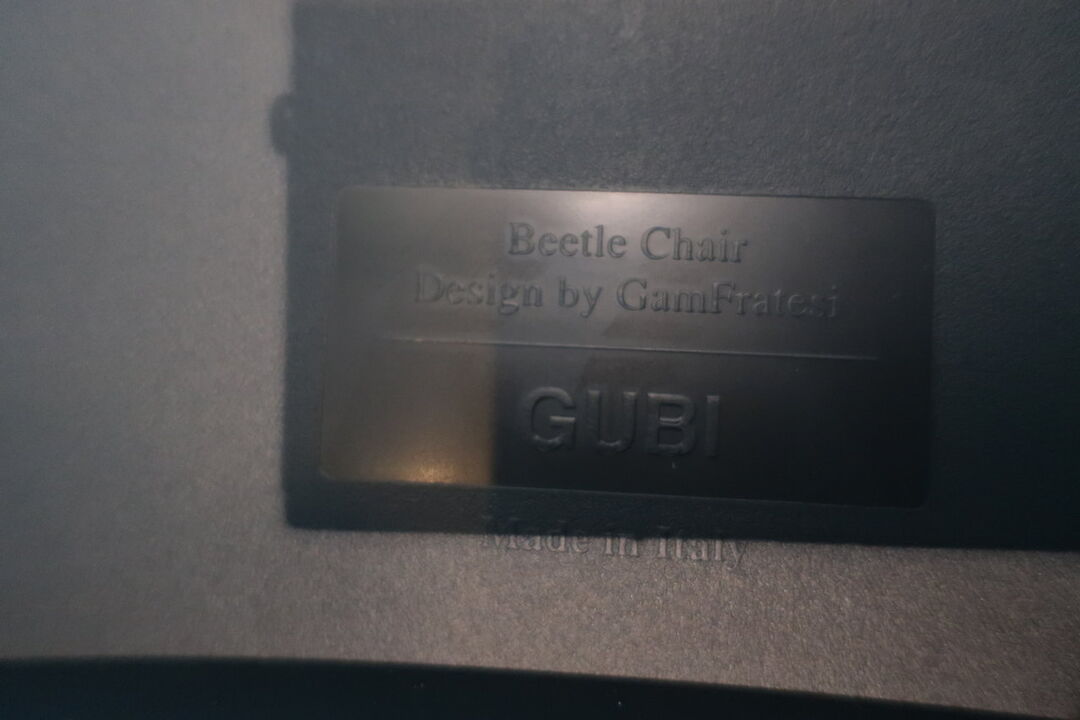 Beetle Chair
Design by GamFratesi
GUBI
Made in Italy